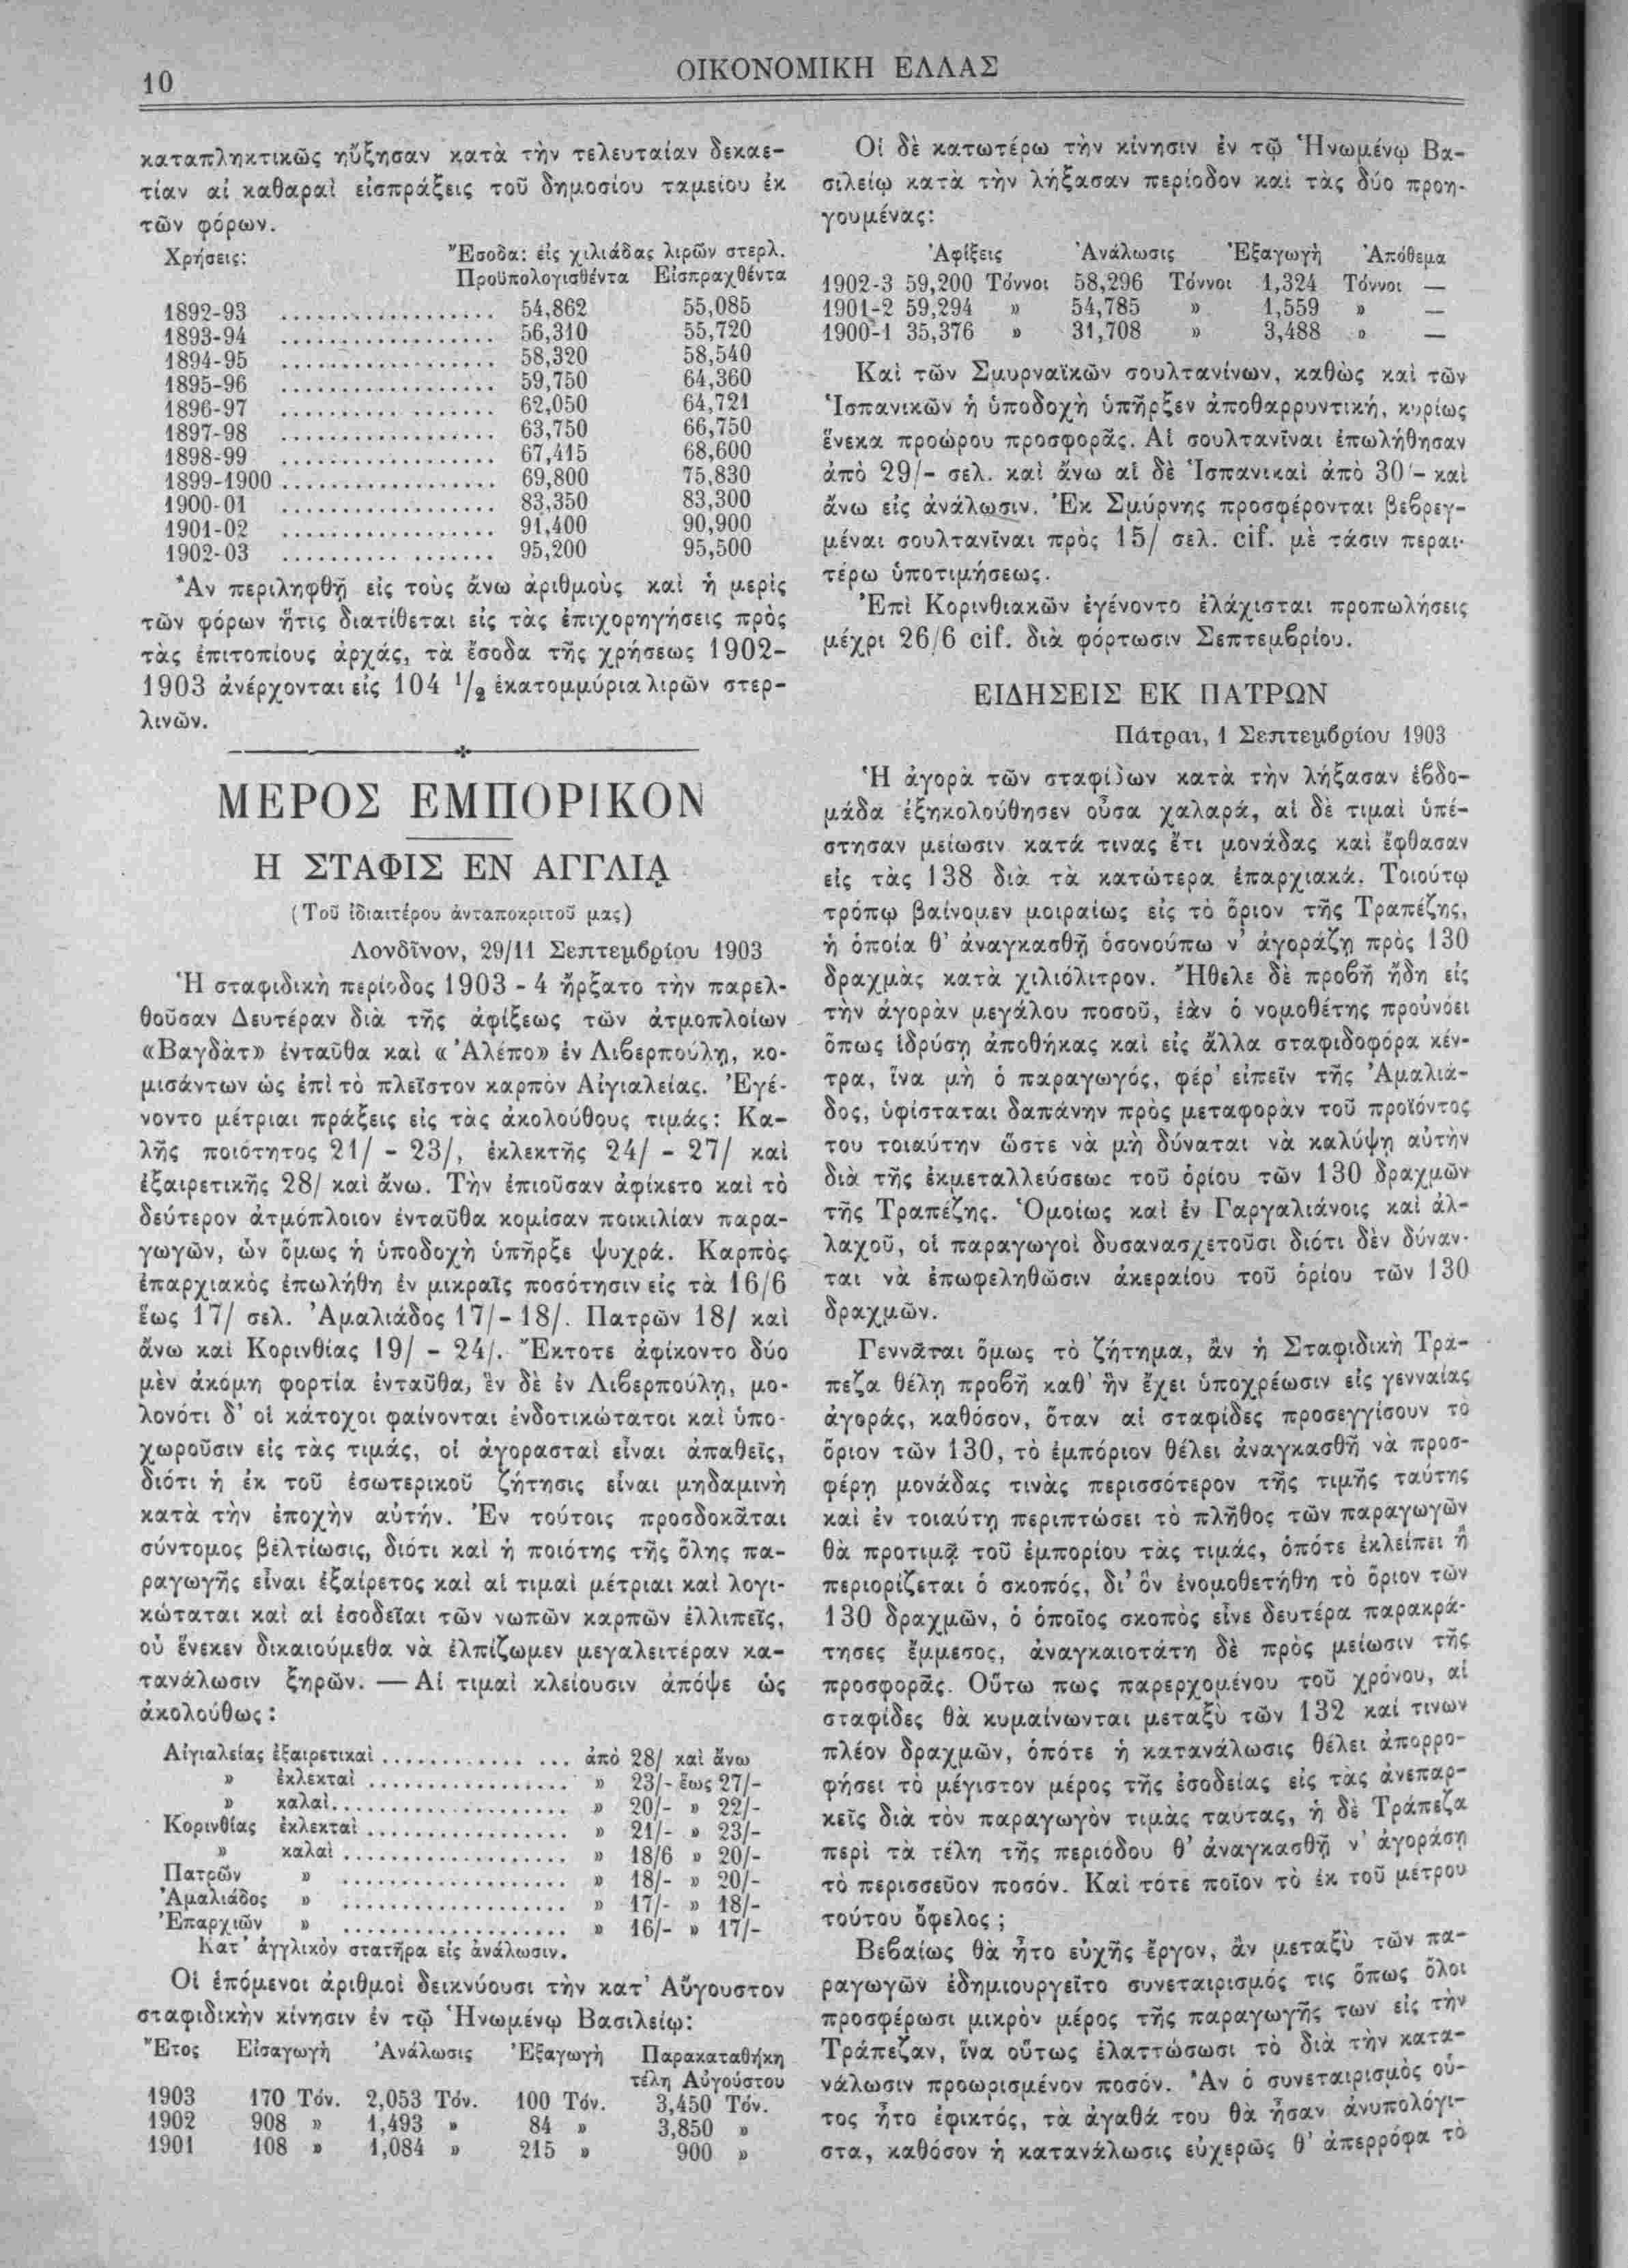 10
ΟΙΚΟΝΟΜΙΚΗ ΕΛΛΑΣ
καταπληκτικῶς ηὔξησαν κατὰ τὴν τελευταίαν δεκαε-
τίαν αἱ καθαραὶ εἰσπράξεις τοῦ δημοσίου ταμείου ἐκ
τῶν φόρων.
Χρήσεις: Ἔσοδα: εἰς χιλιάδας λιρῶν στερλ.
Προϋπολογισθέντα Εἰσπραχθέντα
1892-93 .................. 54,862 55,085
1893-94 .................. 56,310 55,720
1894-95 .................. 58,320 58,540
1895-96 .................. 59,750 64,360
1896-97 .................. 62,050 64,721
1897-98 .................. 63,750 66,750
1898-99 .................. 67,415 68,600
1899-1900 .................. 69,800 75,830
1900-01 .................. 83,350 83,300
1901-02 .................. 91,400 90,900
1902-03 .................. 95,200 95,500
Ἂν περιληφθῇ εἰς τοὺς ἄνω ἀριθμοὺς καὶ ἡ μερὶς
τῶν φόρων ἥτις διατίθεται εἰς τὰς ἐπιχορηγήσεις πρὸς
τὰς ἐπιτοπίους ἀρχάς, τὰ ἔσοδα τῆς χρήσεως 1902-
1903 ἀνέρχονται εἰς 104 1/2 ἑκατομμύρια λιρῶν στερ-
λινῶν.
ΜΕΡΟΣ ΕΜΠΟΡΙΚΟΝ
Η ΣΤΑΦΙΣ ΕΝ ΑΓΓΛΙᾼ
(Τοῦ ἰδιαιτέρου ἀνταποκριτοῦ μας)
Λονδῖνον, 29/11 Σεπτεμβρίου 1903
Ἡ σταφιδικὴ περίοδος 1903 - 4 ἤρξατο τὴν παρελ-
θοῦσαν Δευτέραν διὰ τῆς ἀφίξεως τῶν ἀτμοπλοίων
«Βαγδὰτ» ἐνταῦθα καὶ «Ἀλέπο» ἐν Λιβερπούλῃ, κο-
μισάντων ὡς ἐπὶ τὸ πλεῖστον καρπὸν Αἰγιαλείας. Ἐγέ-
νοντο μέτριαι πράξεις εἰς τὰς ἀκολούθους τιμάς: Κα-
λῆς ποιότητος 21/ - 23/, ἐκλεκτῆς 24/ - 27/ καὶ
ἐξαιρετικῆς 28/ καὶ ἄνω. Τὴν ἐπιοῦσαν ἀφίκετο καὶ τὸ
δεύτερον ἀτμόπλοιον ἐνταῦθα κομίσαν ποικιλίαν παρα-
γωγῶν, ὧν ὅμως ἡ ὑποδοχὴ ὑπῆρξε ψυχρά. Καρπὸς
ἐπαρχιακὸς ἐπωλήθη ἐν μικραῖς ποσότησιν εἰς τὰ 16/6
ἕως 17/ σελ. Ἀμαλιάδος 17/- 18/. Πατρῶν 18/ καὶ
ἄνω καὶ Κορινθίας 19/ - 24/. Ἔκτοτε ἀφίκοντο δύο
μὲν ἀκόμη φορτία ἐνταῦθα, ἓν δὲ ἐν Λιβερπούλῃ, μο-
λονότι δ' οἱ κάτοχοι φαίνονται ἐνδοτικώτατοι καὶ ὑπο-
χωροῦσιν εἰς τὰς τιμάς, οἱ ἀγορασταὶ εἶναι ἀπαθεῖς,
διότι ἡ ἐκ τοῦ ἐσωτερικοῦ ζήτησις εἶναι μηδαμινὴ
κατὰ τὴν ἐποχὴν αὐτήν. Ἐν τούτοις προσδοκᾶται
σύντομος βελτίωσις, διότι καὶ ἡ ποιότης τῆς ὅλης πα-
ραγωγῆς εἶναι ἐξαίρετος καὶ αἱ τιμαὶ μέτριαι καὶ λογι-
κώταται καὶ αἱ ἐσοδεῖαι τῶν νωπῶν καρπῶν ἐλλιπεῖς,
οὗ ἕνεκεν δικαιούμεθα νὰ ἐλπίζωμεν μεγαλειτέραν κα-
τανάλωσιν ξηρῶν. — Αἱ τιμαὶ κλείουσιν ἀπόψε ὡς
ἀκολούθως :
Αἰγιαλείας ἐξαιρετικαὶ .................. ἀπὸ 28/ καὶ ἄνω
» ἐκλεκταὶ .................. » 23/- ἕως 27/-
» καλαὶ .................. » 20/- » 22/-
Κορινθίας ἐκλεκταὶ .................. » 21/- » 23/-
» καλαὶ .................. » 18/6 » 20/-
Πατρῶν » .................. » 18/- » 20/-
Ἀμαλιάδος » .................. » 17/- » 18/-
Ἐπαρχιῶν » .................. » 16/- » 17/-
Κατ' ἀγγλικὸν στατῆρα εἰς ἀνάλωσιν.
Οἱ ἑπόμενοι ἀριθμοὶ δεικνύουσι τὴν κατ' Αὔγουστον
σταφιδικὴν κίνησιν ἐν τῷ Ἡνωμένῳ Βασιλείῳ:
Ἔτος Εἰσαγωγὴ Ἀνάλωσις Ἐξαγωγὴ Παρακαταθήκη
τέλη Αὐγούστου
1903 170 Τόν. 2,053 Τόν. 100 Τόν. 3,450 Τόν.
1902 908 » 1,493 » 84 » 3,850 »
1901 108 » 1,084 » 215 » 900 »
Οἱ δὲ κατωτέρω τὴν κίνησιν ἐν τῷ Ἡνωμένῳ Βα-
σιλείῳ κατὰ τὴν λήξασαν περίοδον καὶ τὰς δύο προη-
γουμένας:
Ἀφίξεις Ἀνάλωσις Ἐξαγωγὴ Ἀπόθεμα
1902-3 59,200 Τόννοι 58,296 Τόννοι 1,324 Τόννοι —
1901-2 59,294 » 54,785 » 1,559 » —
1900-1 35,376 » 31,708 » 3,488 » —
Καὶ τῶν Σμυρναϊκῶν σουλτανίνων, καθὼς καὶ τῶν
Ἱσπανικῶν ἡ ὑποδοχὴ ὑπῆρξεν ἀποθαρρυντική, κυρίως
ἕνεκα προώρου προσφορᾶς. Αἱ σουλτανῖναι ἐπωλήθησαν
ἀπὸ 29/- σελ. καὶ ἄνω αἱ δὲ Ἱσπανικαὶ ἀπὸ 30/- καὶ
ἄνω εἰς ἀνάλωσιν. Ἐκ Σμύρνης προσφέρονται βεβρεγ-
μέναι σουλτανῖναι πρὸς 15/ σελ. cif. μὲ τάσιν περαι-
τέρω ὑποτιμήσεως.
Ἐπὶ Κορινθιακῶν ἐγένοντο ἐλάχισται προπωλήσεις
μέχρι 26/6 cif. διὰ φόρτωσιν Σεπτεμβρίου.
ΕΙΔΗΣΕΙΣ ΕΚ ΠΑΤΡΩΝ
Πάτραι, 1 Σεπτεμβρίου 1903
Ἡ ἀγορὰ τῶν σταφίδων κατὰ τὴν λήξασαν ἑβδο-
μάδα ἐξηκολούθησεν οὖσα χαλαρά, αἱ δὲ τιμαὶ ὑπέ-
στησαν μείωσιν κατά τινας ἔτι μονάδας καὶ ἔφθασαν
εἰς τὰς 138 διὰ τὰ κατώτερα ἐπαρχιακά. Τοιούτῳ
τρόπῳ βαίνομεν μοιραίως εἰς τὸ ὅριον τῆς Τραπέζης,
ἡ ὁποία θ' ἀναγκασθῇ ὁσονούπω ν' ἀγοράζῃ πρὸς 130
δραχμὰς κατὰ χιλιόλιτρον. Ἤθελε δὲ προβῆ ἤδη εἰς
τὴν ἀγορὰν μεγάλου ποσοῦ, ἐὰν ὁ νομοθέτης προὐνόει
ὅπως ἱδρύσῃ ἀποθήκας καὶ εἰς ἄλλα σταφιδοφόρα κέν-
τρα, ἵνα μὴ ὁ παραγωγός, φέρ' εἰπεῖν τῆς Ἀμαλιά-
δος, ὑφίσταται δαπάνην πρὸς μεταφορὰν τοῦ προϊόντος
του τοιαύτην ὥστε νὰ μὴ δύναται νὰ καλύψῃ αὐτὴν
διὰ τῆς ἐκμεταλλεύσεως τοῦ ὁρίου τῶν 130 δραχμῶν
τῆς Τραπέζης. Ὁμοίως καὶ ἐν Γαργαλιάνοις καὶ ἀλ-
λαχοῦ, οἱ παραγωγοὶ δυσανασχετοῦσι διότι δὲν δύναν-
ται νὰ ἐπωφεληθῶσιν ἀκεραίου τοῦ ὁρίου τῶν 130
δραχμῶν.
Γεννᾶται ὅμως τὸ ζήτημα, ἂν ἡ Σταφιδικὴ Τρά-
πεζα θέλῃ προβῆ καθ' ἣν ἔχει ὑποχρέωσιν εἰς γενναίας
ἀγοράς, καθόσον, ὅταν αἱ σταφίδες προσεγγίσουν τὸ
ὅριον τῶν 130, τὸ ἐμπόριον θέλει ἀναγκασθῆ νὰ προσ-
φέρῃ μονάδας τινὰς περισσότερον τῆς τιμῆς ταύτης
καὶ ἐν τοιαύτῃ περιπτώσει τὸ πλῆθος τῶν παραγωγῶν
θὰ προτιμᾷ τοῦ ἐμπορίου τὰς τιμάς, ὁπότε ἐκλείπει ἢ
περιορίζεται ὁ σκοπός, δι' ὃν ἐνομοθετήθη τὸ ὅριον τῶν
130 δραχμῶν, ὁ ὁποῖος σκοπὸς εἶνε δευτέρα παρακρά-
τησες ἔμμεσος, ἀναγκαιοτάτη δὲ πρὸς μείωσιν τῆς
προσφορᾶς. Οὕτω πως παρερχομένου τοῦ χρόνου, αἱ
σταφίδες θὰ κυμαίνωνται μεταξὺ τῶν 132 καί τινων
πλέον δραχμῶν, ὁπότε ἡ κατανάλωσις θέλει ἀπορρο-
φήσει τὸ μέγιστον μέρος τῆς ἐσοδείας εἰς τὰς ἀνεπαρ-
κεῖς διὰ τὸν παραγωγὸν τιμὰς ταύτας, ἡ δὲ Τράπεζα
περὶ τὰ τέλη τῆς περιόδου θ' ἀναγκασθῇ ν' ἀγοράσῃ
τὸ περισσεῦον ποσόν. Καὶ τότε ποῖον τὸ ἐκ τοῦ μέτρου
τούτου ὄφελος ;
Βεβαίως θὰ ἦτο εὐχῆς ἔργον, ἂν μεταξὺ τῶν πα-
ραγωγῶν ἐδημιουργεῖτο συνεταιρισμός τις ὅπως ὅλοι
προσφέρωσι μικρὸν μέρος τῆς παραγωγῆς των εἰς τὴν
Τράπεζαν, ἵνα οὕτως ἐλαττώσωσι τὸ διὰ τὴν κατα-
νάλωσιν προωρισμένον ποσόν. Ἂν ὁ συνεταιρισμὸς οὗ-
τος ἦτο ἐφικτός, τὰ ἀγαθά του θὰ ἦσαν ἀνυπολόγι-
στα, καθόσον ἡ κατανάλωσις εὐχερῶς θ' ἀπερρόφα τὸ